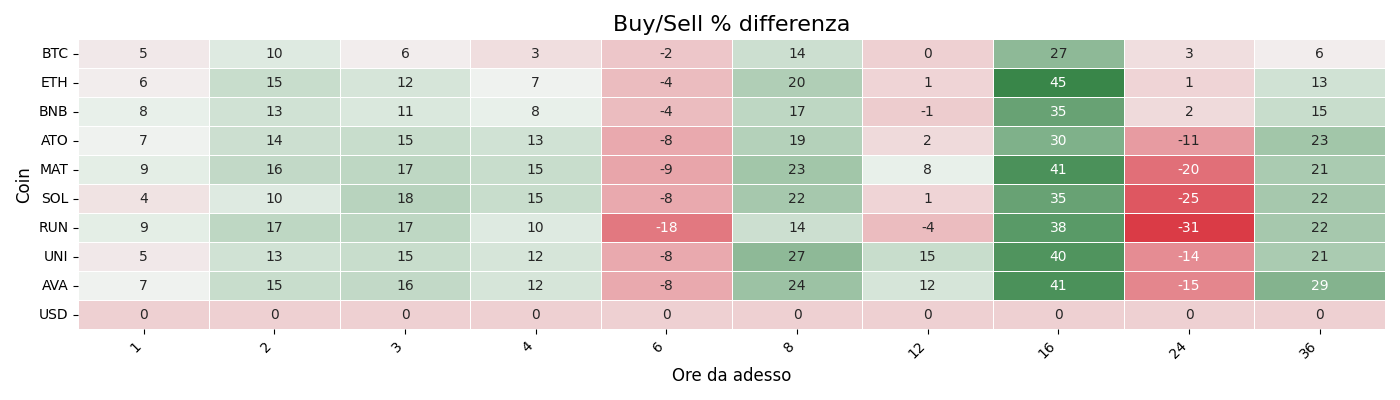 Buy/Sell % differenza
Coin
BTC 5 10 6 3 -2 14 0 27 3 6
ETH 6 15 12 7 -4 20 1 45 1 13
BNB 8 13 11 8 -4 17 -1 35 2 15
ATO 7 14 15 13 -8 19 2 30 -11 23
MAT 9 16 17 15 -9 23 8 41 -20 21
SOL 4 10 18 15 -8 22 1 35 -25 22
RUN 9 17 17 10 -18 14 -4 38 -31 22
UNI 5 13 15 12 -8 27 15 40 -14 21
AVA 7 15 16 12 -8 24 12 41 -15 29
USD 0 0 0 0 0 0 0 0 0 0
1 2 3 4 6 8 12 16 24 36
Ore da adesso